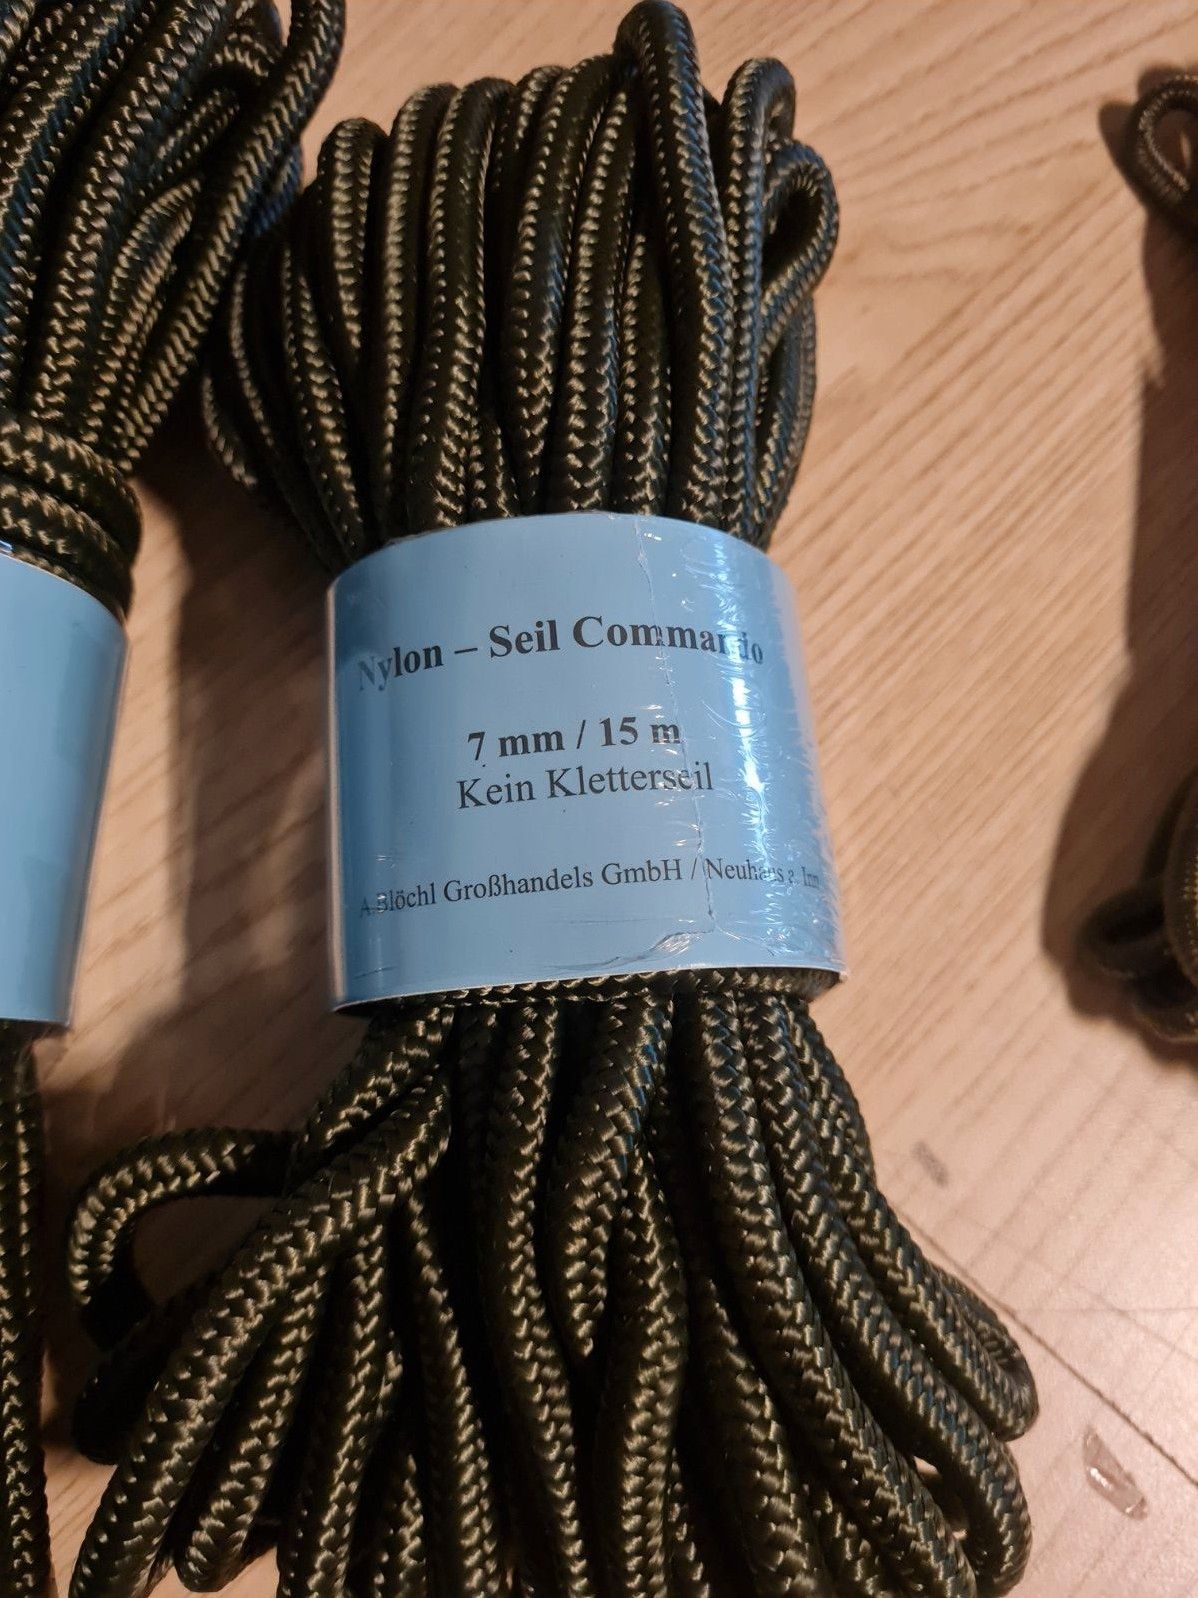 Nylon – Seil Commando
7 mm / 15 m
Kein Kletterseil
A.Blöchl Großhandels GmbH / Neuhaus a. Inn